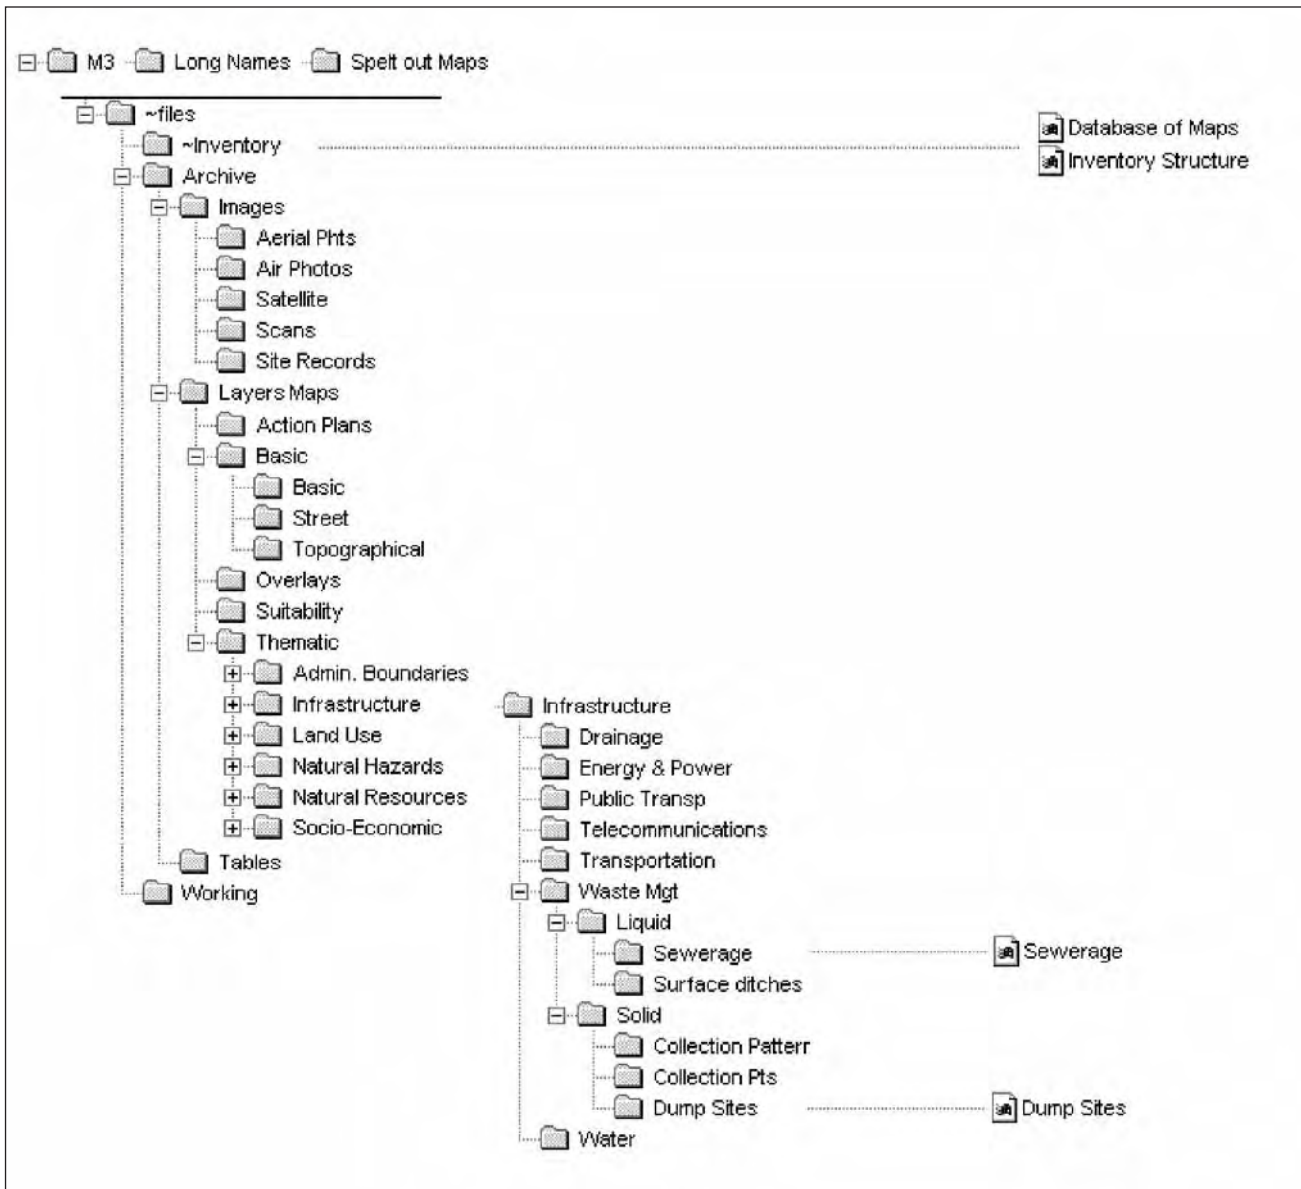 M3 Long Names Spelt out Maps
~files
~Inventory
Database of Maps
Inventory Structure
Archive
Images
Aerial Phts
Air Photos
Satellite
Scans
Site Records
Layers Maps
Action Plans
Basic
Basic
Street
Topographical
Overlays
Suitability
Thematic
Admin. Boundaries
Infrastructure
Land Use
Natural Hazards
Natural Resources
Socio-Economic
Tables
Working
Infrastructure
Drainage
Energy & Power
Public Transp
Telecommunications
Transportation
Waste Mgt
Liquid
Sewerage Sewerage
Surface ditches
Solid
Collection Patterr
Collection Pts
Dump Sites Dump Sites
Water